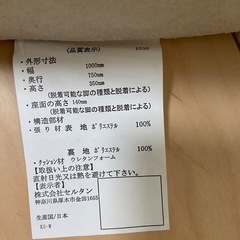 (品質表示) 1030
・外形寸法
・幅 1000mm
・奥行 750mm
・高さ 350mm
(脱着可能な脚の種類と脱着で)
・座面の高さ 140mm
(脱着可能な脚の種類と脱着で)
・構造部材
・張り材 表 地 ポリエステル 100%
裏 地 ポリエステル 100%
・クッション材 ウレタンフォーム
【取扱い上の注意】
直射日光又は熱を避けて下さい。
【表示者】
株式会社セルタン
神奈川県厚木市金田1655
生産国/日本
KS-W